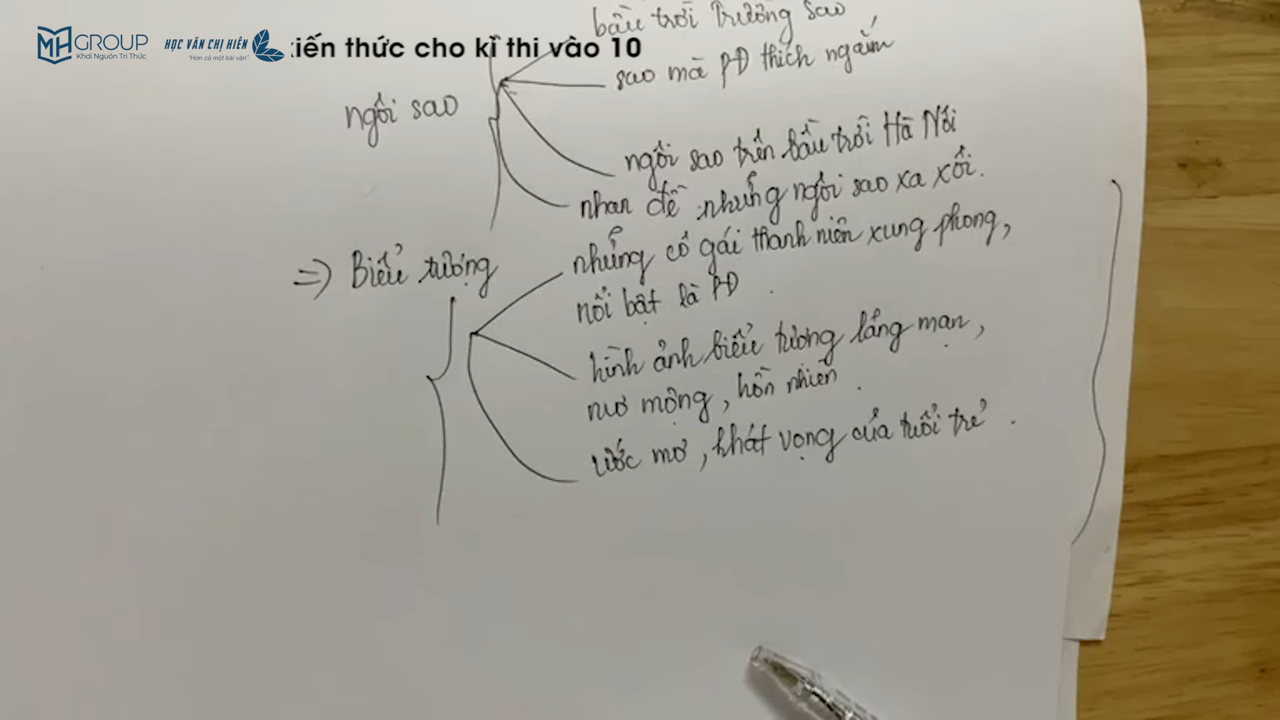 MH GROUP
Khơi Nguồn Tri Thức
HỌC VĂN CHỊ HIÊN
"Hơn cả một bài văn"
kiến thức cho kì thi vào 10
bầu trời Trường Sao
sao mà PĐ thích ngắm
ngôi sao
ngôi sao trên bầu trời Hà Nội
nhan đề những ngôi sao xa xôi.
=> Biểu tượng
những cô gái thanh niên xung phong,
nổi bật là PĐ.
hình ảnh biểu tượng lãng mạn,
mơ mộng, hồn nhiên.
ước mơ, khát vọng của tuổi trẻ.